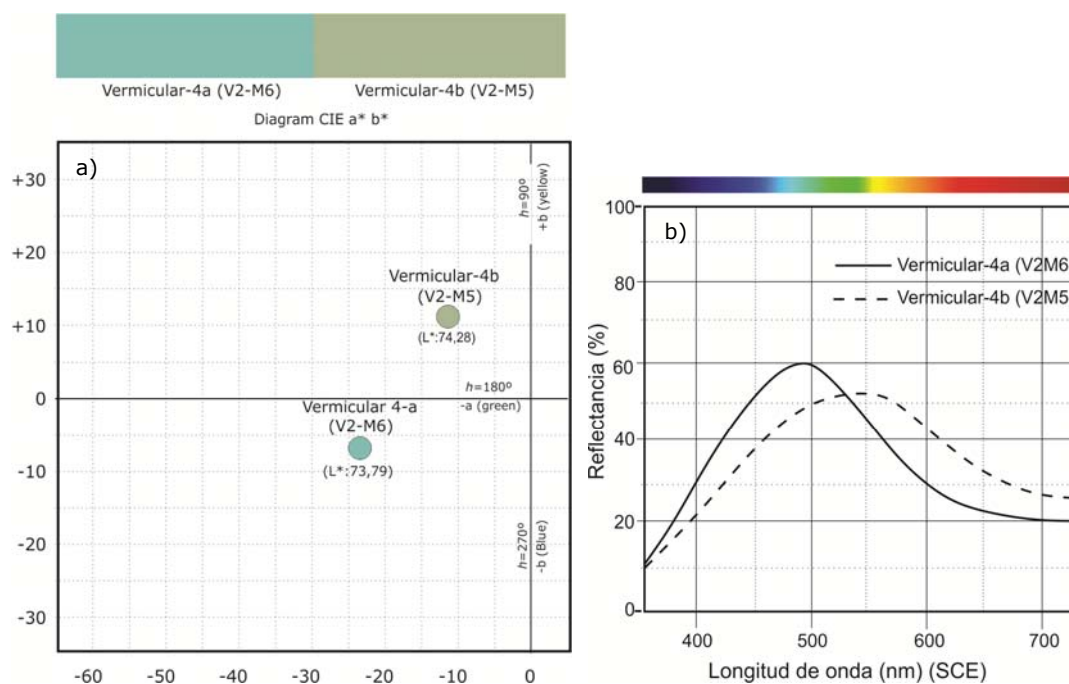 Vermicular-4a (V2-M6)
Vermicular-4b (V2-M5)
Diagram CIE a* b*
a)
+30
+20
+10
0
-10
-20
-30
h=90º
+b (yellow)
Vermicular-4b
(V2-M5)
(L*:74,28)
h=180º
-a (green)
Vermicular 4-a
(V2-M6)
(L*:73,79)
h=270º
-b (Blue)
-60
-50
-40
-30
-20
-10
0
b)
100
80
60
40
20
0
Vermicular-4a (V2M6
Vermicular-4b (V2M5
Reflectancia (%)
400
500
600
700
Longitud de onda (nm) (SCE)